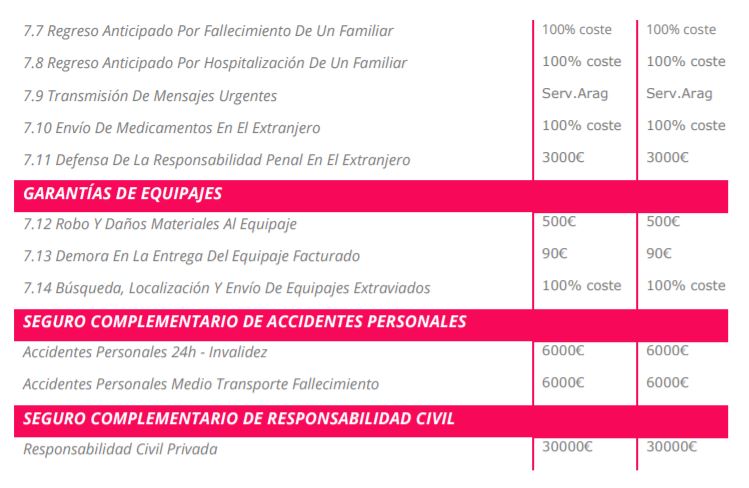 7.7 Regreso Anticipado Por Fallecimiento De Un Familiar 100% coste 100% coste
7.8 Regreso Anticipado Por Hospitalización De Un Familiar 100% coste 100% coste
7.9 Transmisión De Mensajes Urgentes Serv.Arag Serv.Arag
7.10 Envío De Medicamentos En El Extranjero 100% coste 100% coste
7.11 Defensa De La Responsabilidad Penal En El Extranjero 3000€ 3000€
GARANTÍAS DE EQUIPAJES
7.12 Robo Y Daños Materiales Al Equipaje 500€ 500€
7.13 Demora En La Entrega Del Equipaje Facturado 90€ 90€
7.14 Búsqueda, Localización Y Envío De Equipajes Extraviados 100% coste 100% coste
SEGURO COMPLEMENTARIO DE ACCIDENTES PERSONALES
Accidentes Personales 24h - Invalidez 6000€ 6000€
Accidentes Personales Medio Transporte Fallecimiento 6000€ 6000€
SEGURO COMPLEMENTARIO DE RESPONSABILIDAD CIVIL
Responsabilidad Civil Privada 30000€ 30000€